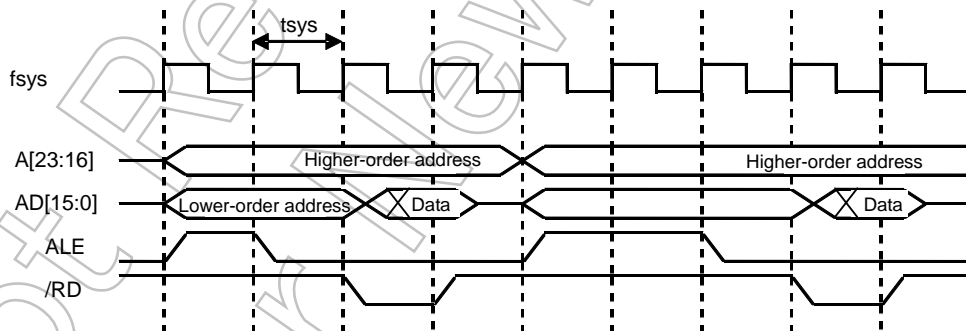 tsys
fsys
A[23:16]
Higher-order address
Higher-order address
AD[15:0]
Lower-order address
Data
Data
ALE
/RD